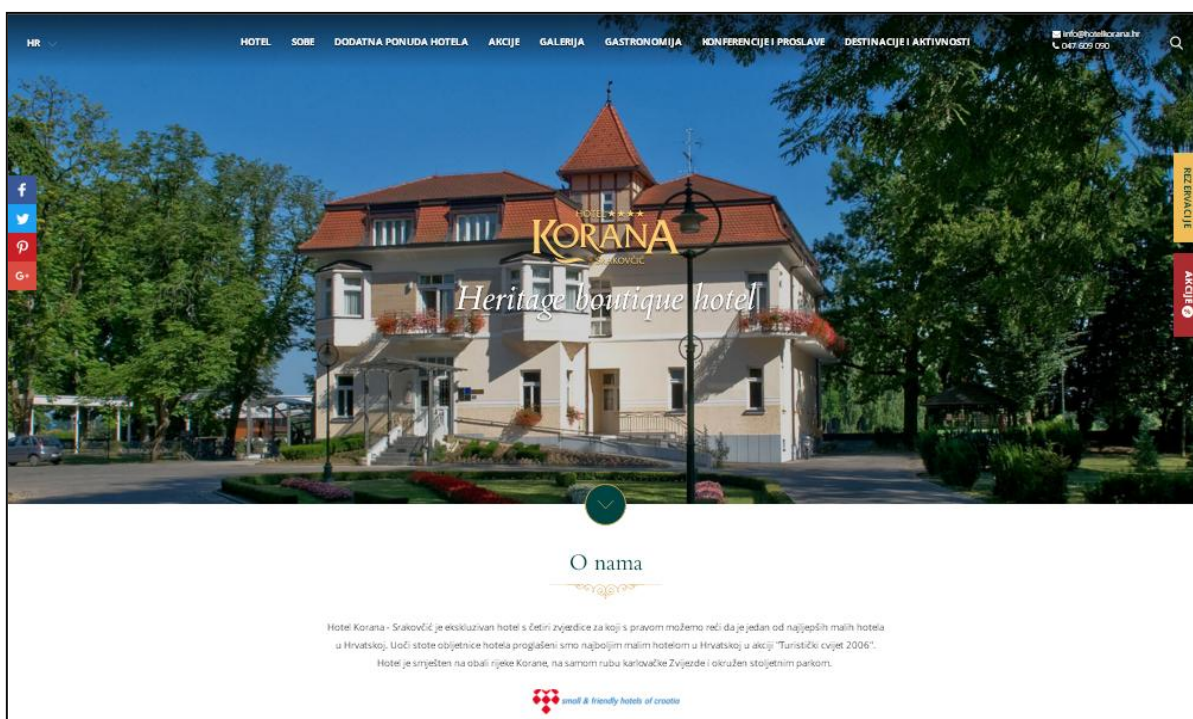 HR
HOTEL SOBE DODATNA PONUDA HOTELA AKCIJE GALERIJA GASTRONOMIJA KONFERENCIJE I PROSLAVE DESTINACIJE I AKTIVNOSTI
info@hotelkorana.hr
047 609 090
REZERVACIJE
AKCIJE
HOTEL ★★★★
KORANA
SRAKOVČIĆ
Heritage boutique hotel
O nama
Hotel Korana - Srakovčić je ekskluzivan hotel s četiri zvjezdice za koji s pravom možemo reći da je jedan od najljepših malih hotela
u Hrvatskoj. Uoči stote obljetnice hotela proglašeni smo najboljim malim hotelom u Hrvatskoj u akciji "Turistički cvijet 2006".
Hotel je smješten na obali rijeke Korane, na samom rubu karlovačke Zvijezde i okružen stoljetnim parkom.
small & friendly hotels of croatia